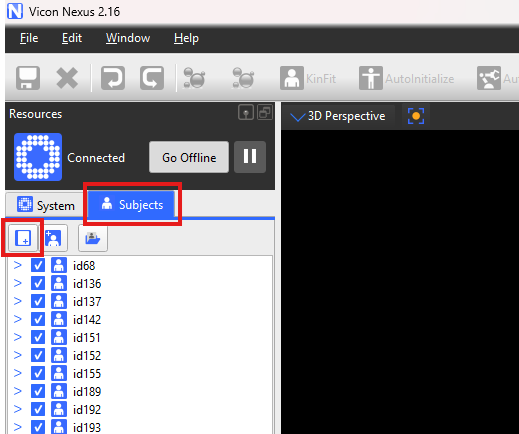 Vicon Nexus 2.16
File Edit Window Help
KinFit AutoInitialize Au
Resources
3D Perspective
Connected Go Offline
System Subjects
id68
id136
id137
id142
id151
id152
id155
id189
id192
id193